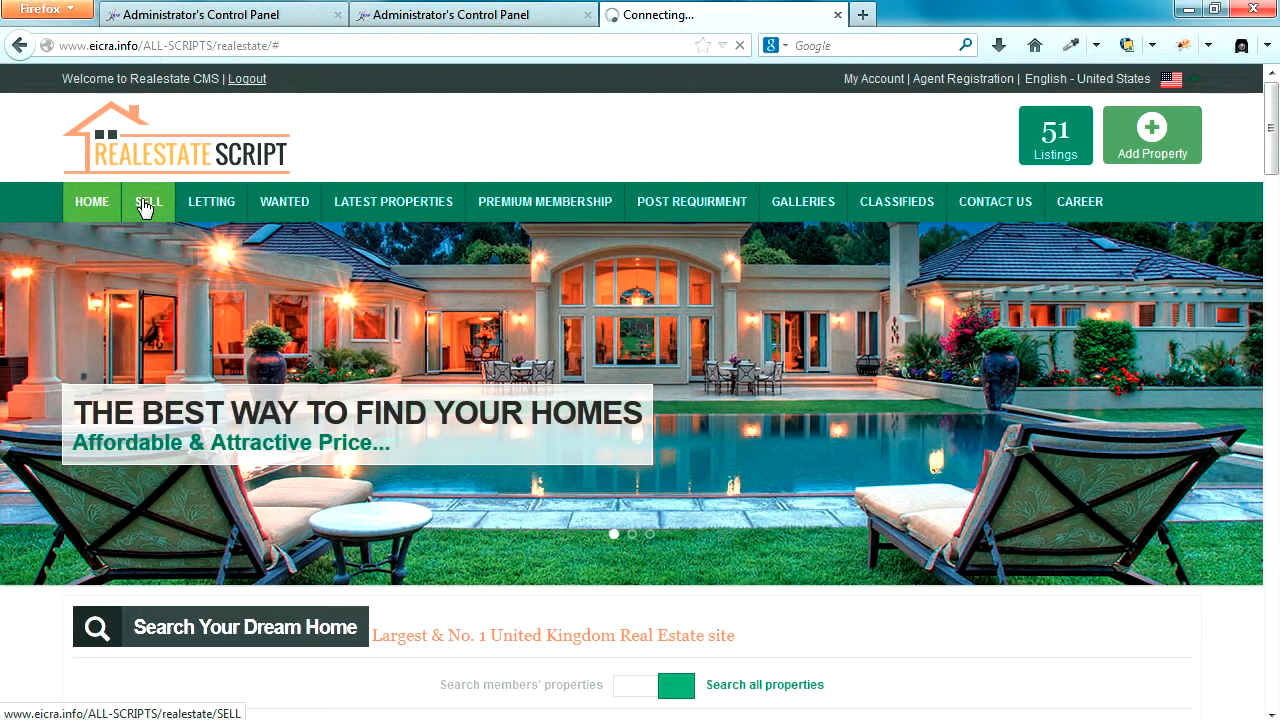 Firefox
Administrator's Control Panel
Administrator's Control Panel
Connecting...
www.eicra.info/ALL-SCRIPTS/realestate/#
Google
Welcome to Realestate CMS | Logout
My Account | Agent Registration | English - United States
REALESTATE SCRIPT
51
Listings
Add Property
HOME SELL LETTING WANTED LATEST PROPERTIES PREMIUM MEMBERSHIP POST REQUIRMENT GALLERIES CLASSIFIEDS CONTACT US CAREER
THE BEST WAY TO FIND YOUR HOMES
Affordable & Attractive Price...
Search Your Dream Home
Largest & No. 1 United Kingdom Real Estate site
Search members' properties
Search all properties
www.eicra.info/ALL-SCRIPTS/realestate/SELL